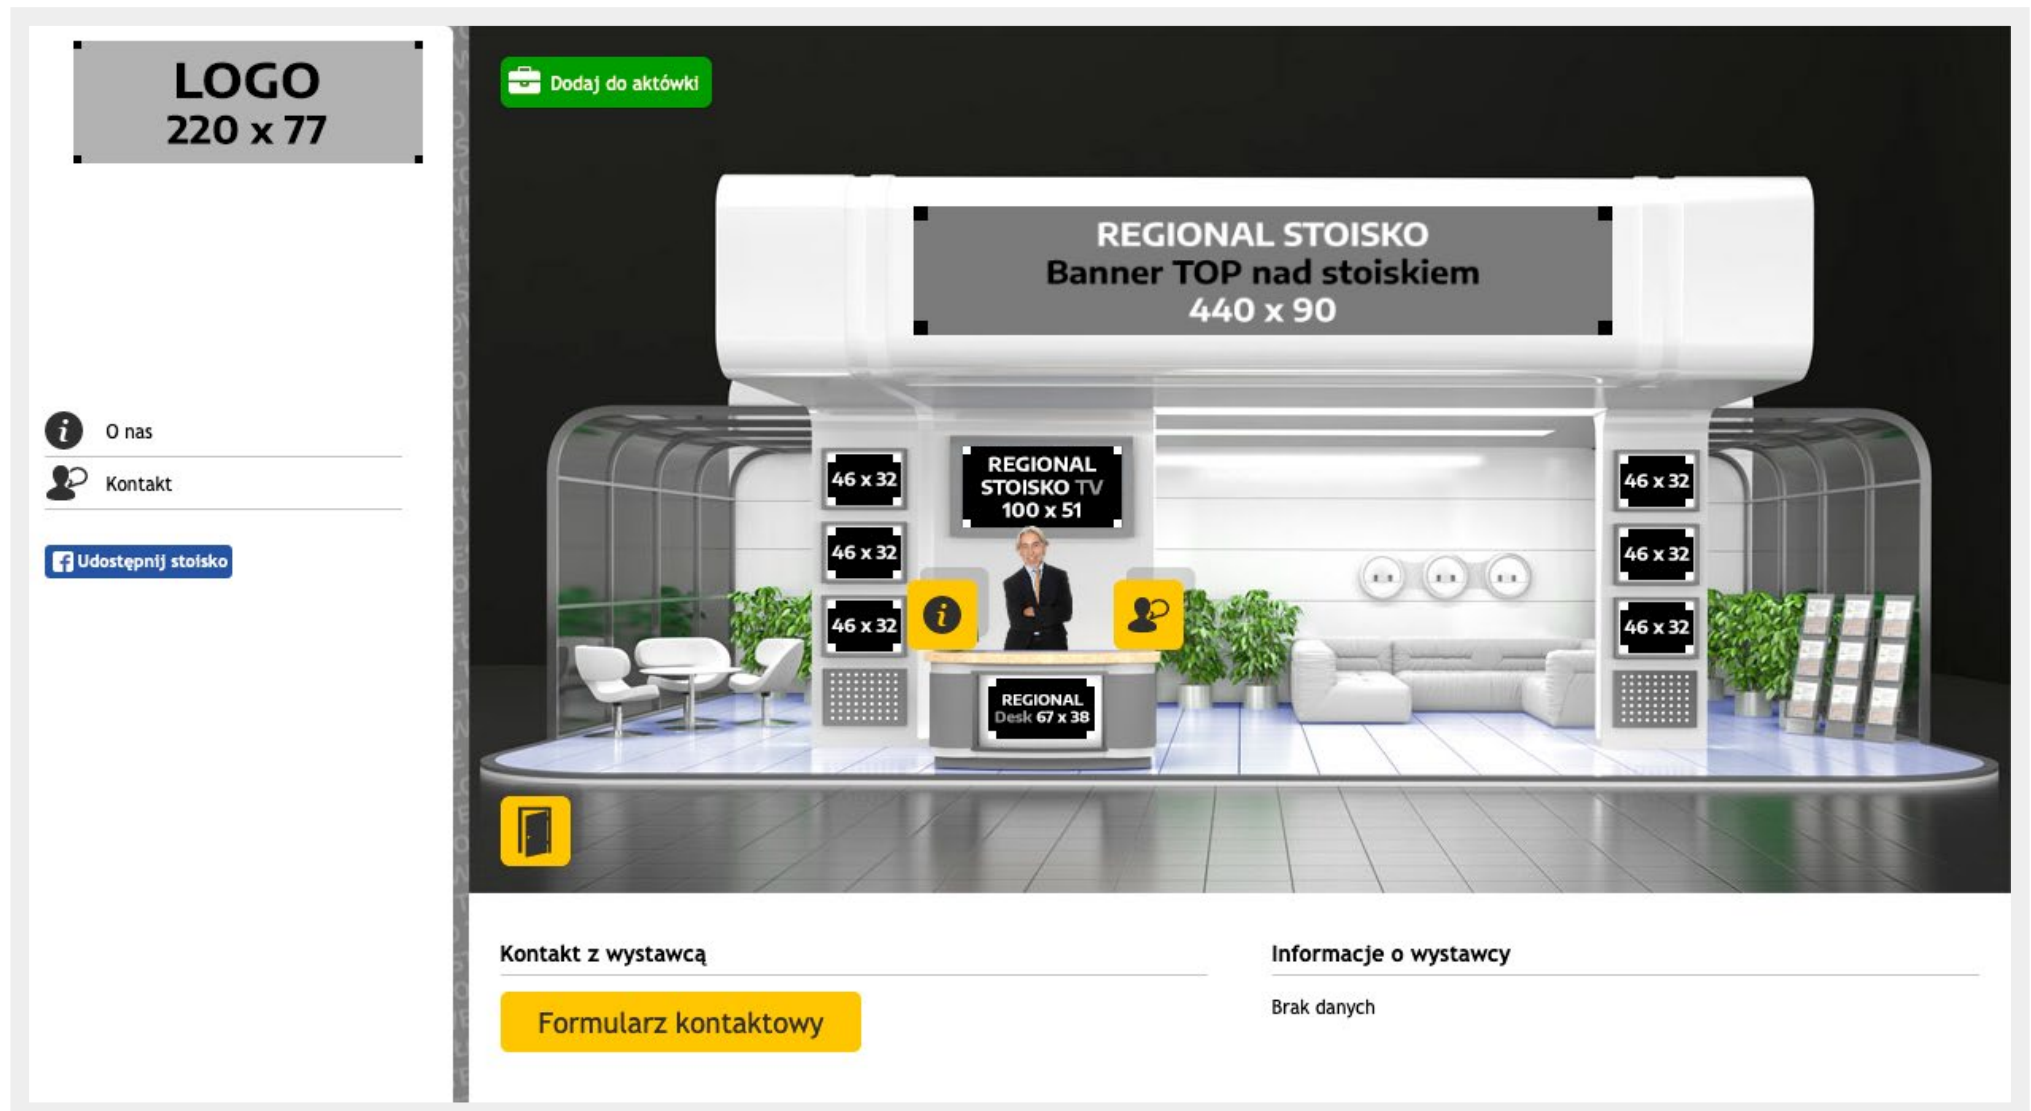 LOGO
220 x 77
O nas
Kontakt
Udostępnij stoisko
Dodaj do aktówki
REGIONAL STOISKO
Banner TOP nad stoiskiem
440 x 90
46 x 32
46 x 32
46 x 32
REGIONAL
STOISKO TV
100 x 51
REGIONAL
Desk 67 x 38
46 x 32
46 x 32
46 x 32
Kontakt z wystawcą
Formularz kontaktowy
Informacje o wystawcy
Brak danych